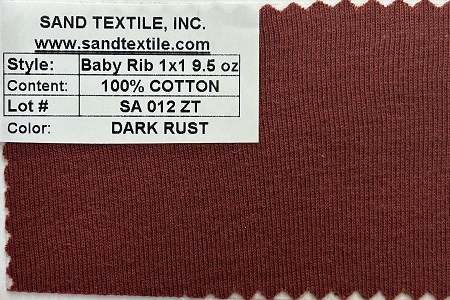 SAND TEXTILE, INC.
www.sandtextile.com
Style: Baby Rib 1x1 9.5 oz
Content: 100% COTTON
Lot # SA 012 ZT
Color: DARK RUST